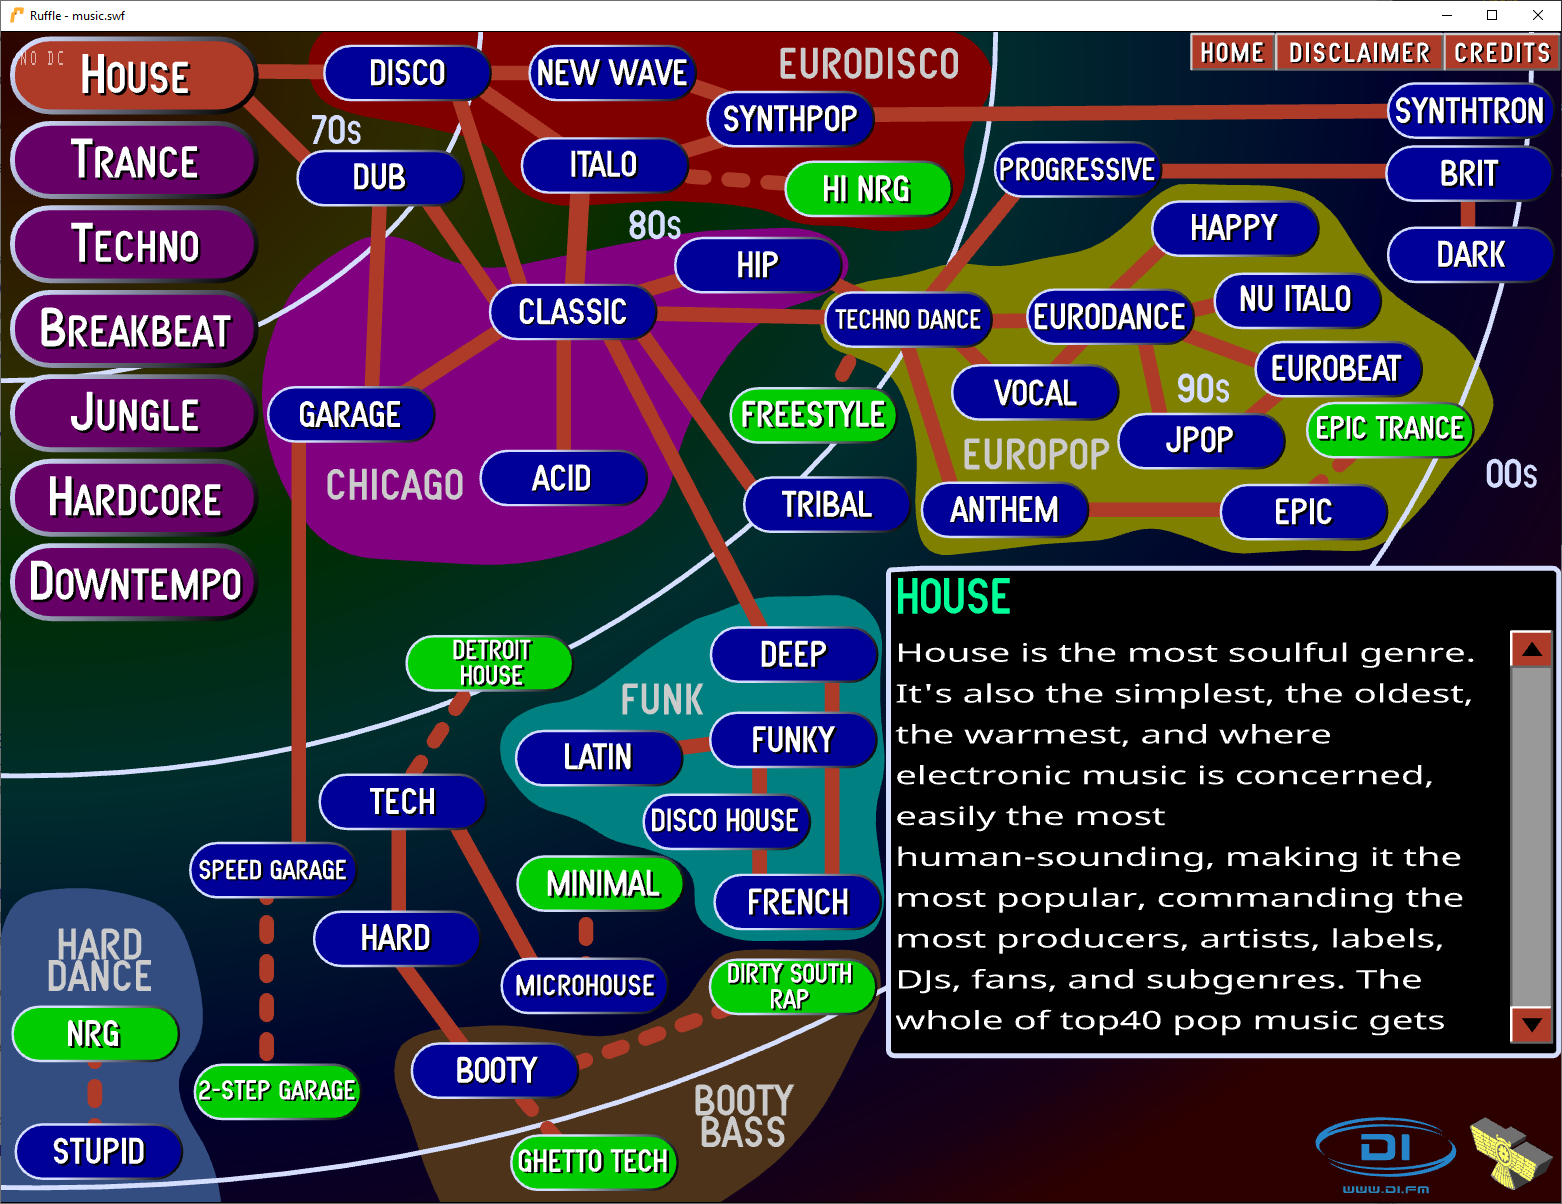 Ruffle - music.swf
HOME
DISCLAIMER
CREDITS
NO DC
HOUSE
TRANCE
TECHNO
BREAKBEAT
JUNGLE
HARDCORE
DOWNTEMPO
DISCO
NEW WAVE
EURODISCO
SYNTHPOP
SYNTHTRON
70s
DUB
ITALO
HI NRG
PROGRESSIVE
BRIT
80s
HAPPY
HIP
DARK
CLASSIC
TECHNO DANCE
EURODANCE
NU ITALO
EUROBEAT
VOCAL
90s
GARAGE
FREESTYLE
JPOP
EPIC TRANCE
EUROPOP
CHICAGO
ACID
00s
TRIBAL
ANTHEM
EPIC
DETROIT
HOUSE
DEEP
FUNK
LATIN
FUNKY
TECH
DISCO HOUSE
SPEED GARAGE
MINIMAL
FRENCH
HARD
HARD
DANCE
MICROHOUSE
DIRTY SOUTH
RAP
NRG
BOOTY
2-STEP GARAGE
BOOTY
BASS
STUPID
GHETTO TECH
HOUSE
House is the most soulful genre.
It's also the simplest, the oldest,
the warmest, and where
electronic music is concerned,
easily the most
human-sounding, making it the
most popular, commanding the
most producers, artists, labels,
DJs, fans, and subgenres. The
whole of top40 pop music gets
DI
WWW.DI.FM